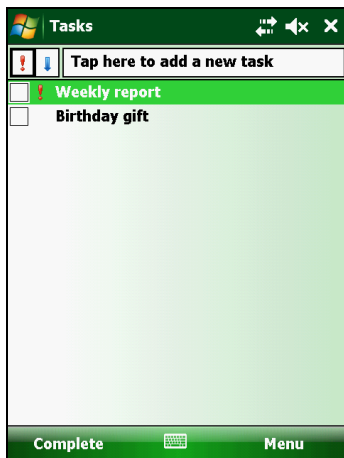 Tasks
Tap here to add a new task
Weekly report
Birthday gift
Complete Menu